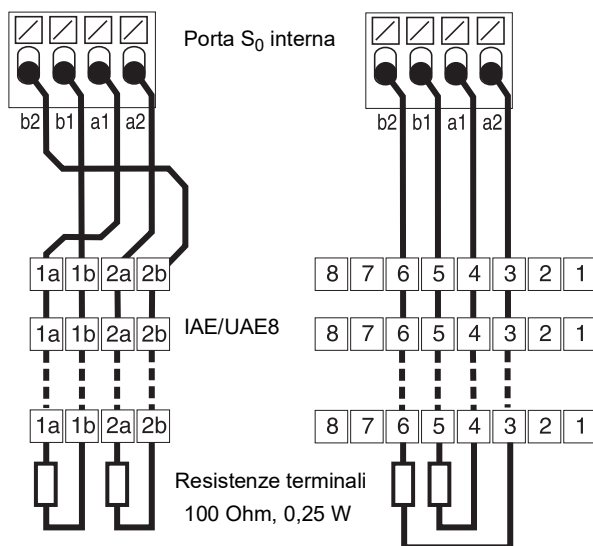 Porta S0 interna
b2 b1 a1 a2 b2 b1 a1 a2
1a 1b 2a 2b 8 7 6 5 4 3 2 1
1a 1b 2a 2b IAE/UAE8 8 7 6 5 4 3 2 1
1a 1b 2a 2b 8 7 6 5 4 3 2 1
Resistenze terminali
100 Ohm, 0,25 W